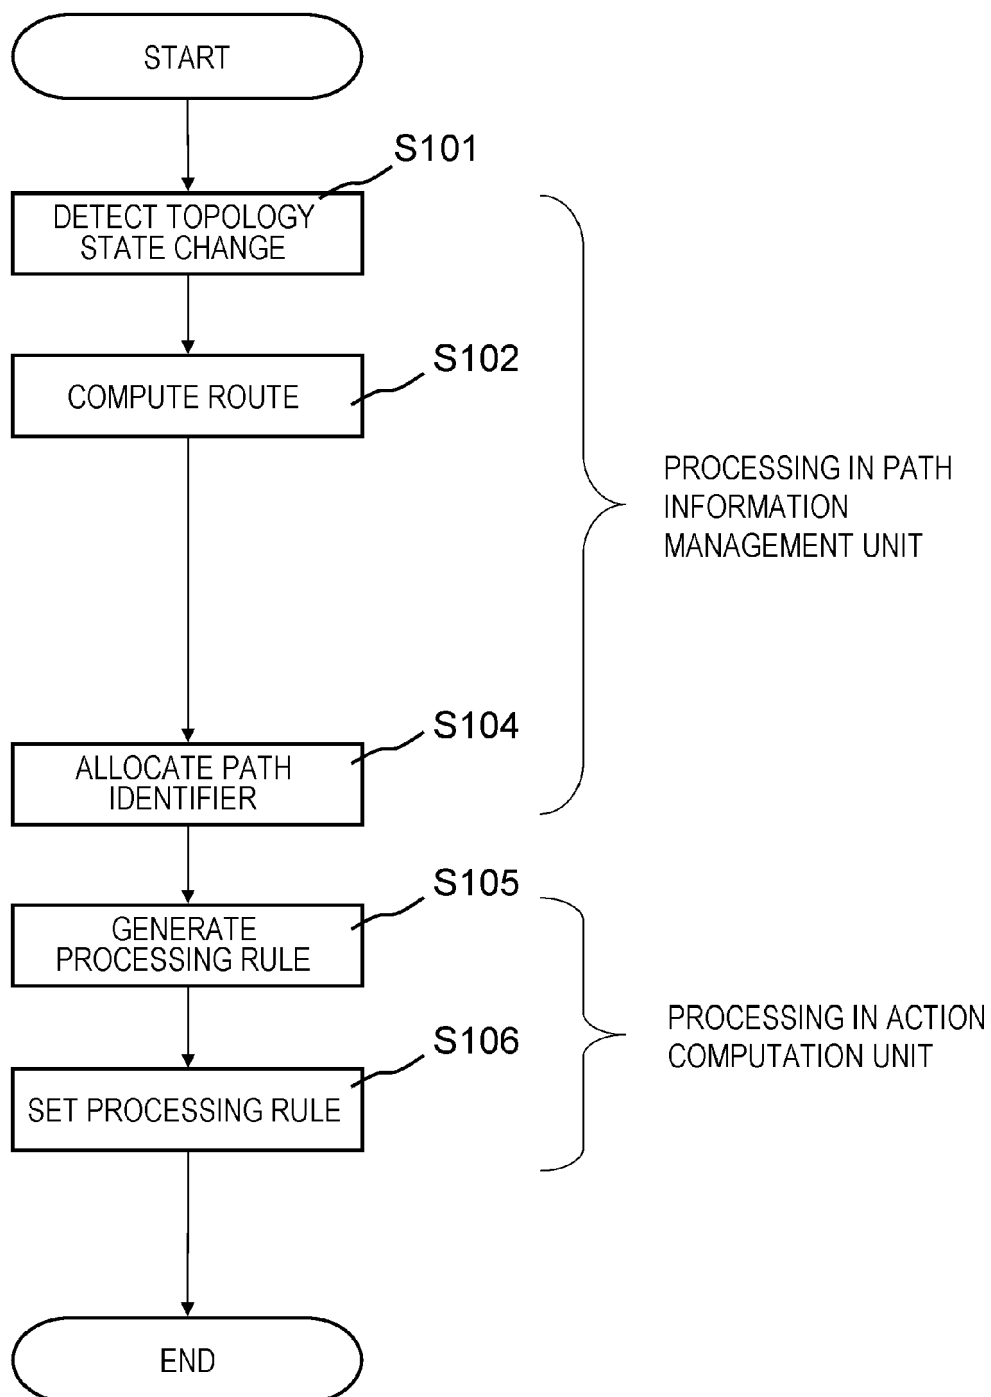 START
S101
DETECT TOPOLOGY
STATE CHANGE
S102
COMPUTE ROUTE
PROCESSING IN PATH
INFORMATION
MANAGEMENT UNIT
S104
ALLOCATE PATH
IDENTIFIER
S105
GENERATE
PROCESSING RULE
PROCESSING IN ACTION
COMPUTATION UNIT
S106
SET PROCESSING RULE
END